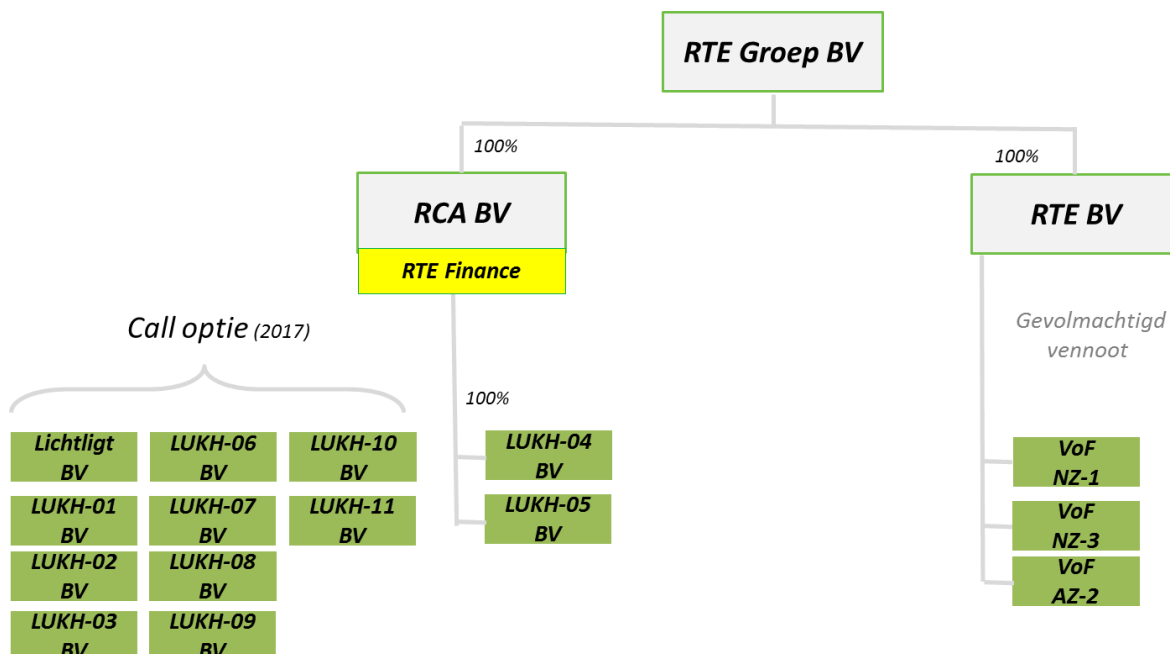 RTE Groep BV
100%
100%
RCA BV
RTE BV
RTE Finance
Call optie (2017)
Gevolmachtigd
vennoot
100%
Lichtligt
BV
LUKH-06
BV
LUKH-10
BV
LUKH-04
BV
VoF
NZ-1
LUKH-01
BV
LUKH-07
BV
LUKH-11
BV
LUKH-05
BV
VoF
NZ-3
LUKH-02
BV
LUKH-08
BV
VoF
AZ-2
LUKH-03
BV
LUKH-09
BV